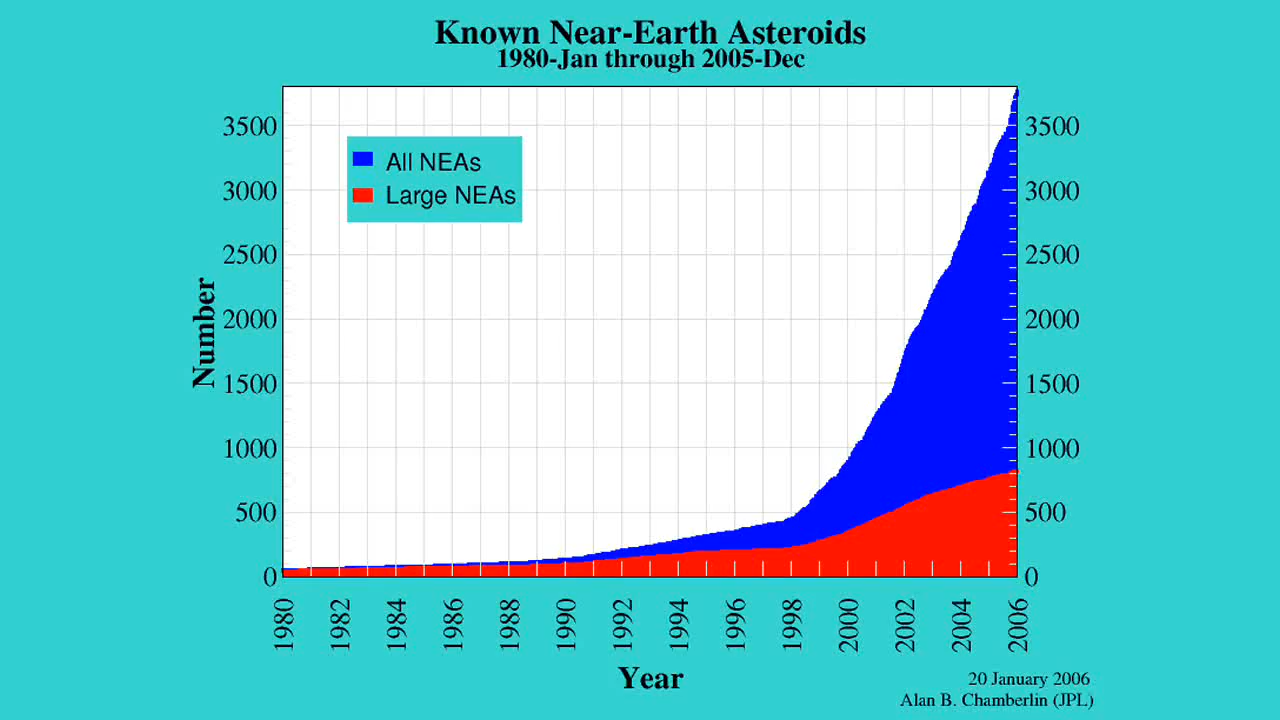 Known Near-Earth Asteroids
1980-Jan through 2005-Dec
3500
3000
2500
2000
1500
1000
500
0
Number
All NEAs
Large NEAs
3500
3000
2500
2000
1500
1000
500
0
1980 1982 1984 1986 1988 1990 1992 1994 1996 1998 2000 2002 2004 2006
Year
20 January 2006
Alan B. Chamberlin (JPL)